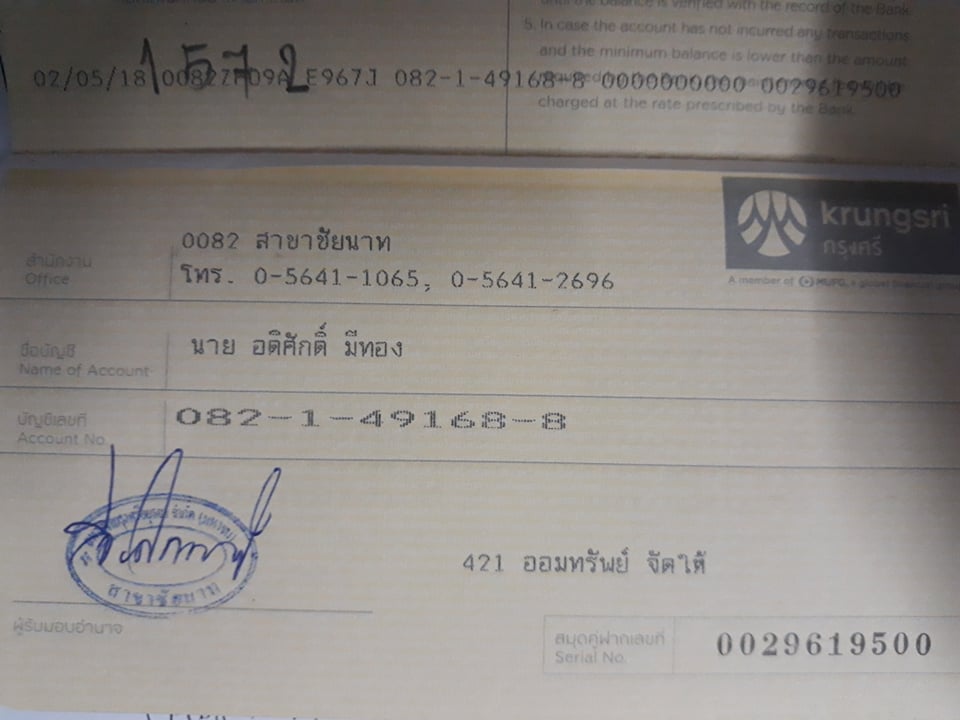 is verified with the record of the Bank.
5. In case the account has not incurred any transactions
and the minimum balance is lower than the amount
charged at the rate prescribed by the Bank.
1 572
02/05/18 E967J 082-1-49168-8 0000000000 0029619500
krungsri
กรุงศรี
A member of MUFG, a global financial
สำนักงาน
Office
0082 สาขาชัยนาท
โทร. 0-5641-1065, 0-5641-2696
ชื่อบัญชี
Name of Account
นาย อดิศักดิ์ มีทอง
บัญชีเลขที่
Account No.
082-1-49168-8
สาขาชัยนาท
421 ออมทรัพย์ จัดได้
ผู้รับมอบอำนาจ
สมุดคู่ฝากเลขที่
Serial No.
0029619500